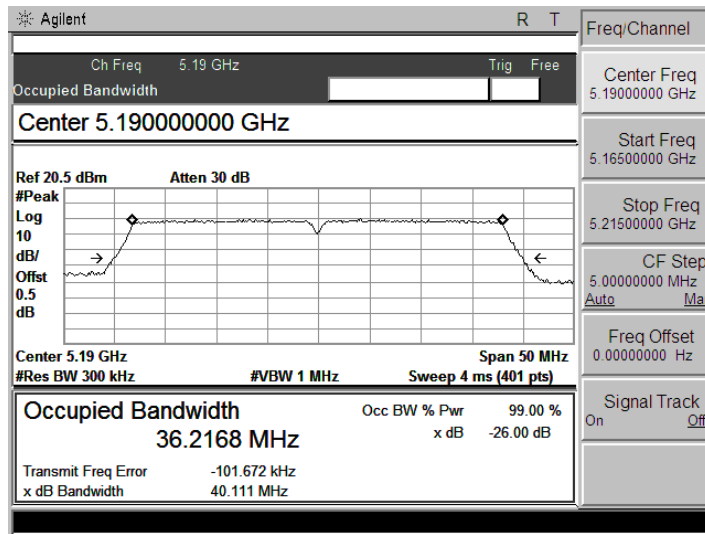 Agilent R T
Ch Freq 5.19 GHz Trig Free
Occupied Bandwidth
Center 5.190000000 GHz
Ref 20.5 dBm Atten 30 dB
#Peak
Log
10
dB/
Offst
0.5
dB
Center 5.19 GHz Span 50 MHz
#Res BW 300 kHz #VBW 1 MHz Sweep 4 ms (401 pts)
Occupied Bandwidth Occ BW % Pwr 99.00 %
36.2168 MHz x dB -26.00 dB
Transmit Freq Error -101.672 kHz
x dB Bandwidth 40.111 MHz
Freq/Channel
Center Freq
5.19000000 GHz
Start Freq
5.16500000 GHz
Stop Freq
5.21500000 GHz
CF Step
5.00000000 MHz
Auto Ma
Freq Offset
0.00000000 Hz
Signal Track
On Off